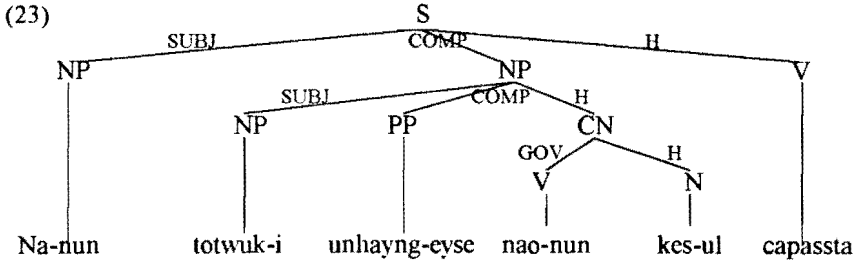 (23)
S
SUBJ COMP H
NP NP V
SUBJ COMP H
NP PP CN
GOV H
V N
Na-nun totwuk-i unhayng-eyse nao-nun kes-ul capassta